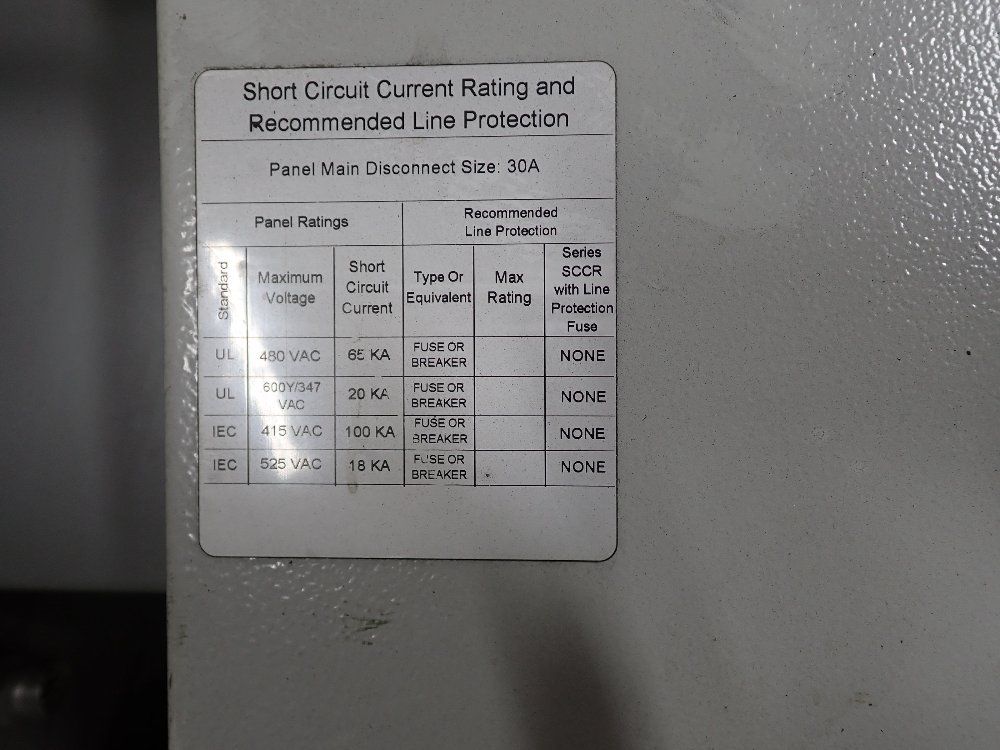 Short Circuit Current Rating and
Recommended Line Protection
Panel Main Disconnect Size: 30A
Panel Ratings
Recommended
Line Protection
Standard
Maximum
Voltage
Short
Circuit
Current
Type Or
Equivalent
Max
Rating
Series
SCCR
with Line
Protection
Fuse
UL
480 VAC
65 KA
FUSE OR
BREAKER
NONE
UL
600Y/347
VAC
20 KA
FUSE OR
BREAKER
NONE
IEC
415 VAC
100 KA
FUSE OR
BREAKER
NONE
IEC
525 VAC
18 KA
FUSE OR
BREAKER
NONE